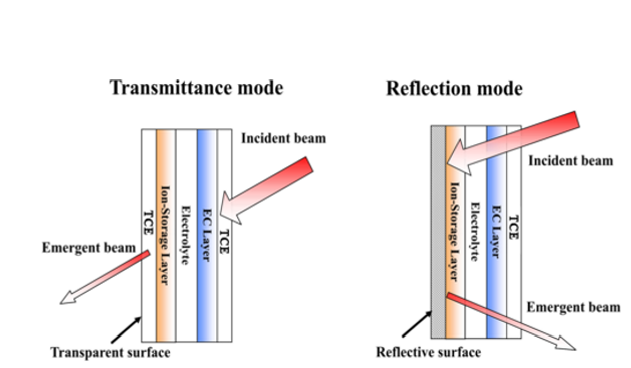 Transmittance mode
Reflection mode
Incident beam
TCE
Ion-Storage Layer
Electrolyte
EC Layer
TCE
Emergent beam
Transparent surface
Incident beam
Ion-Storage Layer
Electrolyte
EC Layer
TCE
Emergent beam
Reflective surface